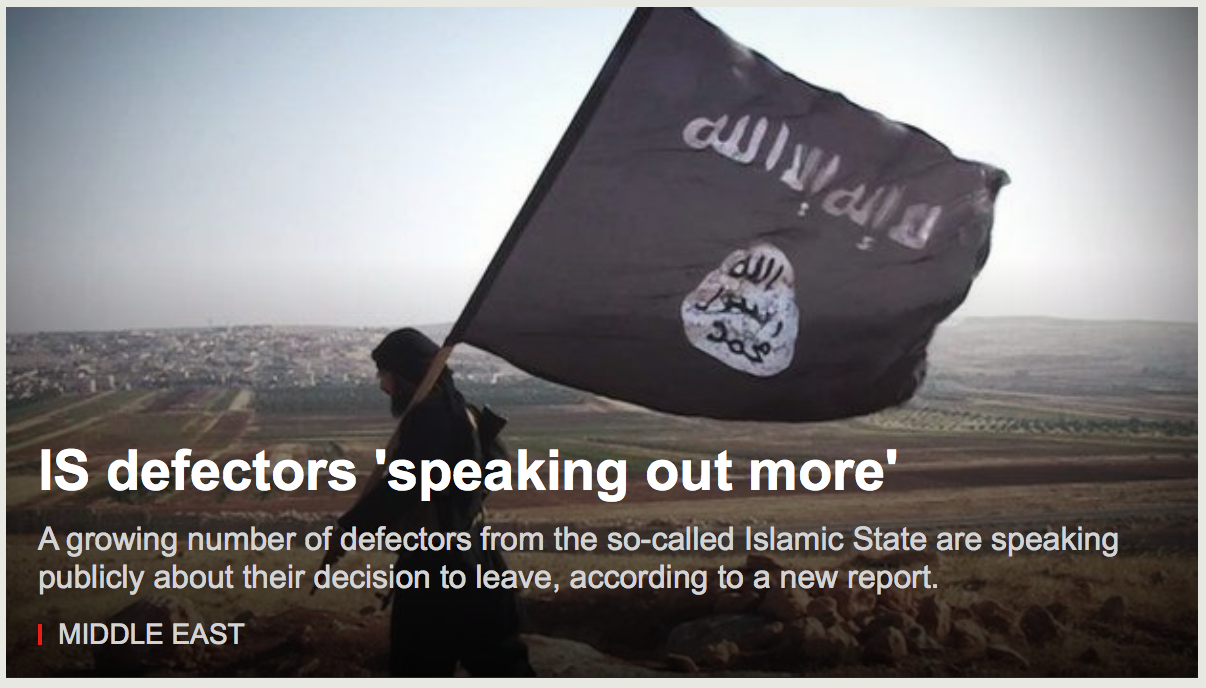 لا إله إلا الله
الله
رسول
محمد
IS defectors 'speaking out more'
A growing number of defectors from the so-called Islamic State are speaking
publicly about their decision to leave, according to a new report.
MIDDLE EAST